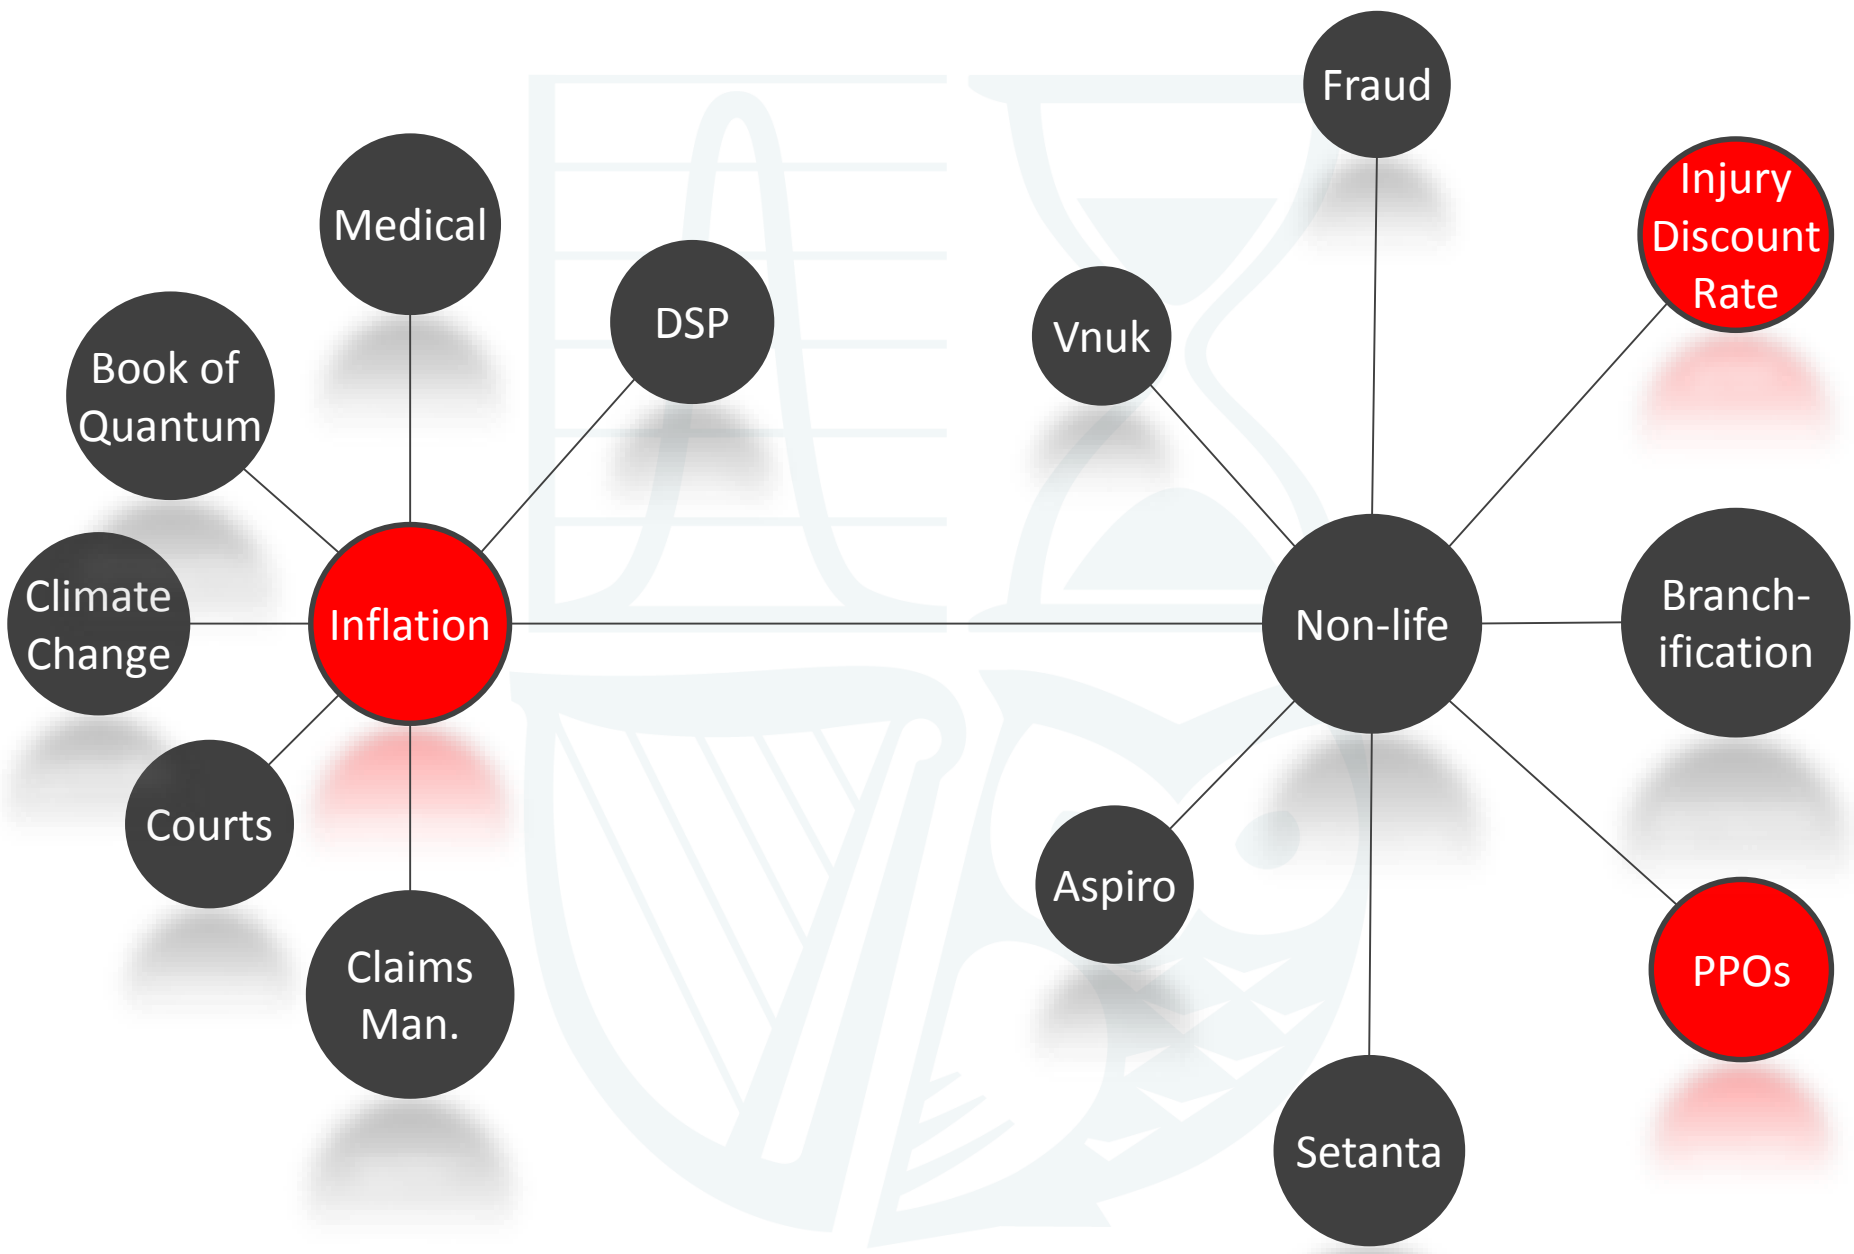 Fraud
Injury
Discount
Rate
Medical
DSP
Vnuk
Book of
Quantum
Climate
Change
Inflation
Non-life
Branch-
ification
Courts
Aspiro
Claims
Man.
PPOs
Setanta